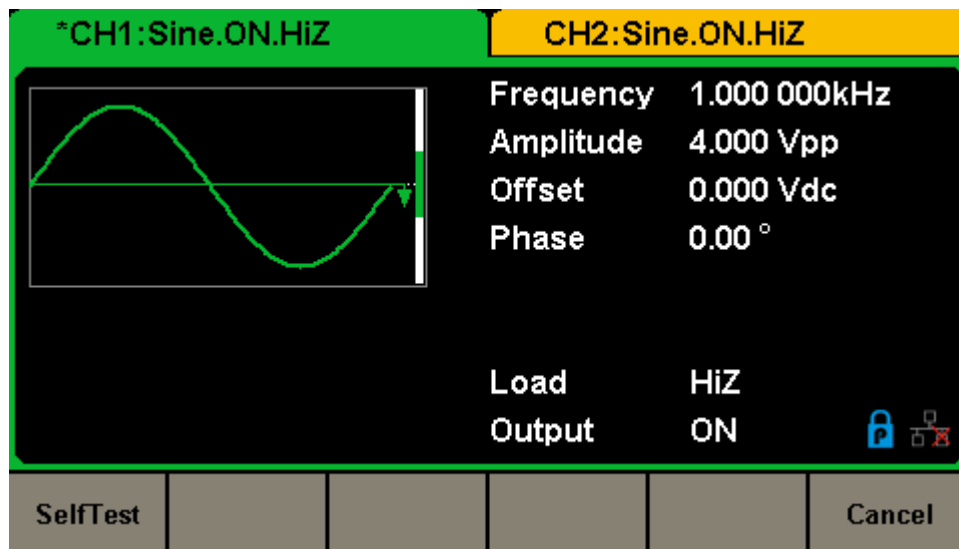 *CH1:Sine.ON.HiZ
CH2:Sine.ON.HiZ
Frequency 1.000 000kHz
Amplitude 4.000 Vpp
Offset 0.000 Vdc
Phase 0.00 °
Load HiZ
Output ON
P
SelfTest Cancel